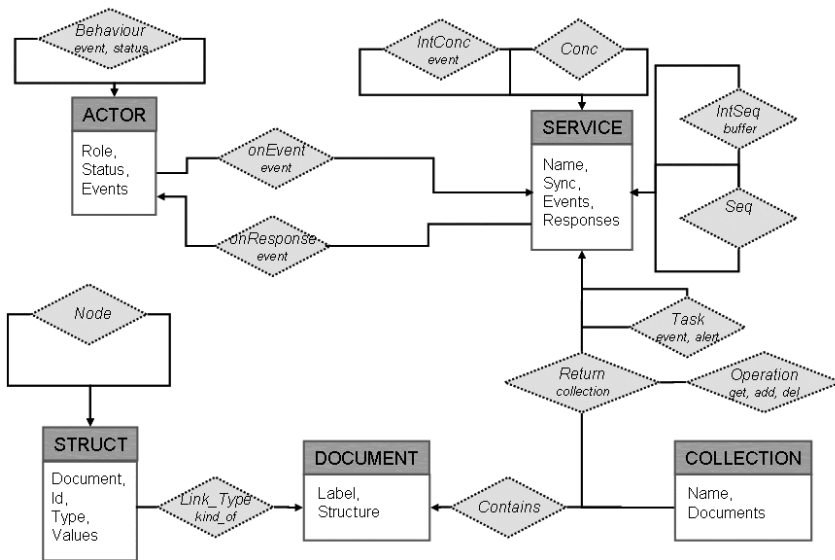 Behaviour
event, status
IntConc
event
Conc
ACTOR
SERVICE
IntSeq
buffer
Role,
Status,
Events
onEvent
event
Name,
Sync,
Events,
Responses
Seq
onResponse
event
Node
Task
event, alert
Return
collection
Operation
get, add, del
STRUCT
DOCUMENT
COLLECTION
Document,
Id,
Type,
Values
Link_Type
kind_of
Label,
Structure
Contains
Name,
Documents